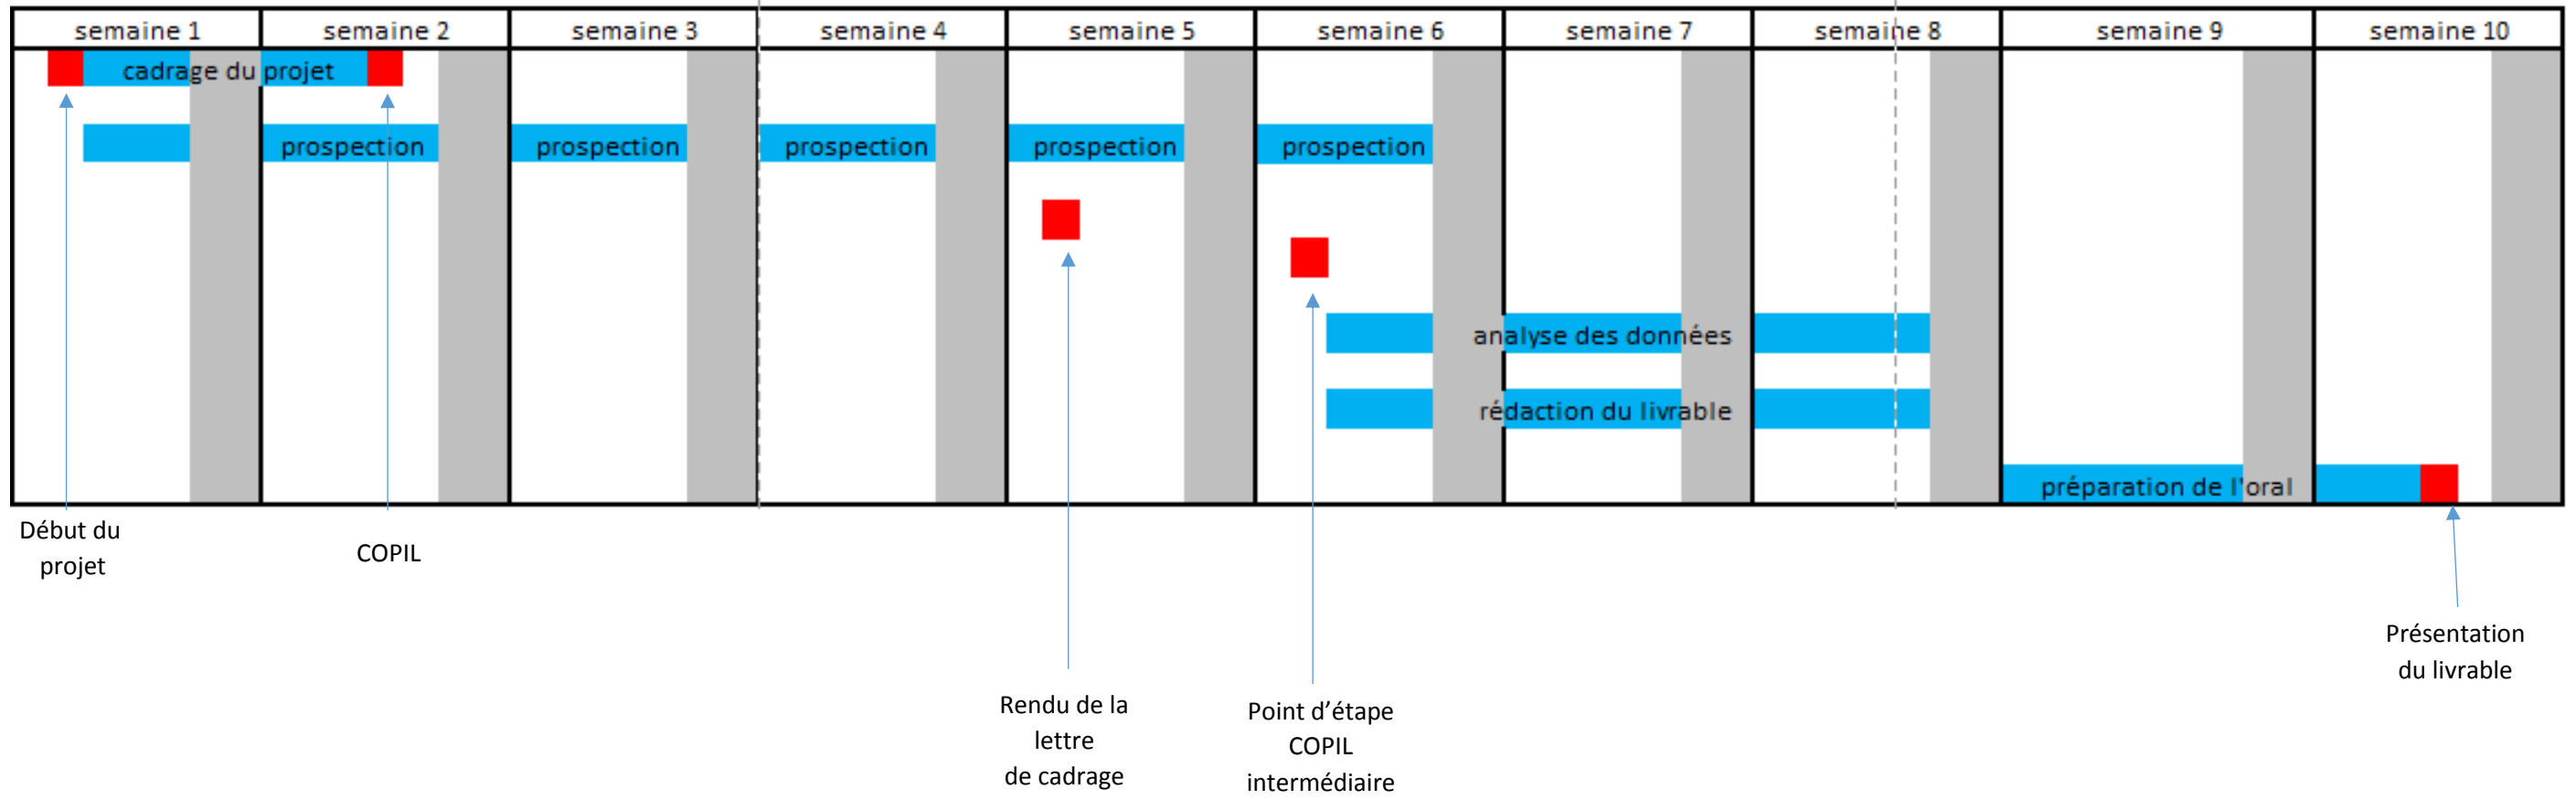 semaine 1
semaine 2
semaine 3
semaine 4
semaine 5
semaine 6
semaine 7
semaine 8
semaine 9
semaine 10
cadrage du projet
prospection
prospection
prospection
prospection
prospection
analyse des données
rédaction du livrable
préparation de l'oral
Début du
projet
COPIL
Rendu de la
lettre
de cadrage
Point d’étape
COPIL
intermédiaire
Présentation
du livrable